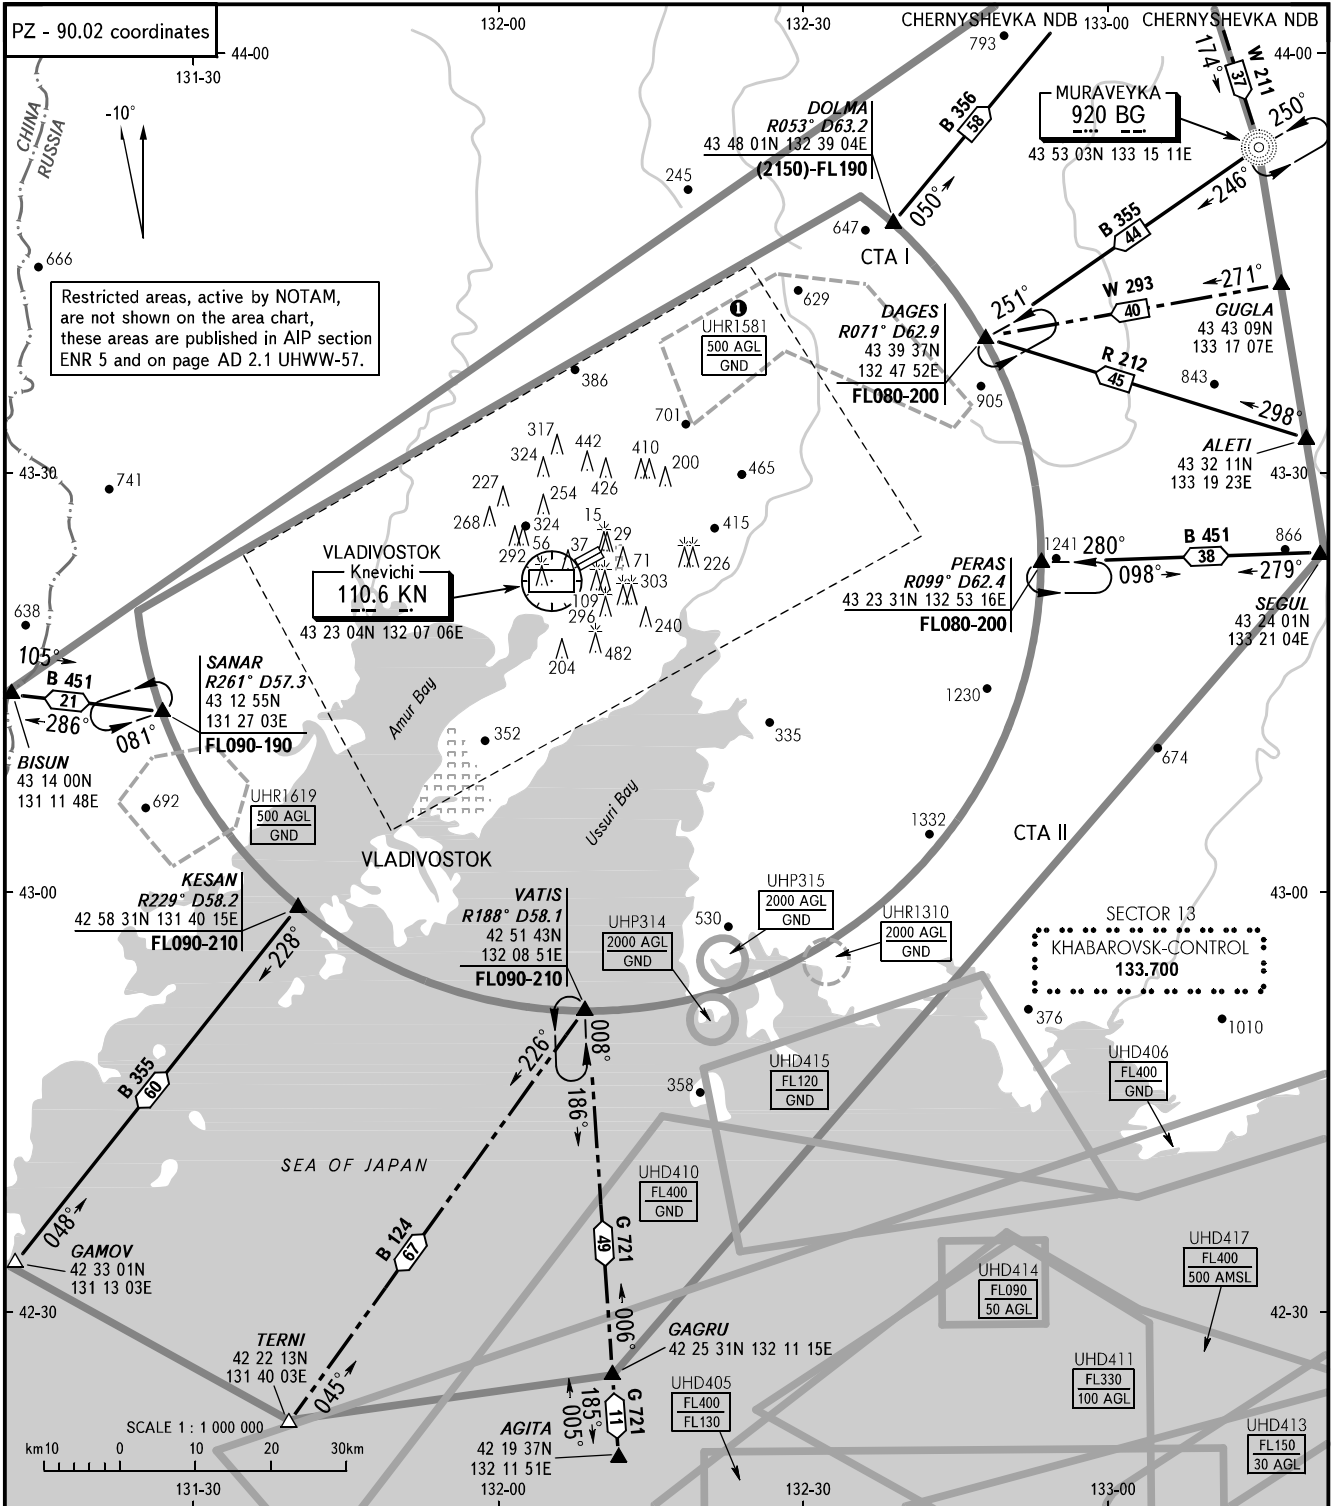 PZ - 90.02 coordinates
132-00
132-30
133-00
CHERNYSHEVKA NDB
CHERNYSHEVKA NDB
44-00
44-00
131-30
793
-10°
CHINA
RUSSIA
W 211
37
174°
250°
MURAVEYKA
920 BG
43 53 03N 133 15 11E
B 356
58
DOLMA
R053° D63.2
43 48 01N 132 39 04E
(2150)-FL190
050°
246°
245
647
CTA I
B 355
44
666
Restricted areas, active by NOTAM,
are not shown on the area chart,
these areas are published in AIP section
ENR 5 and on page AD 2.1 UHWW-57.
629
1
UHR1581
500 AGL
GND
DAGES
R071° D62.9
43 39 37N
132 47 52E
FL080-200
251°
W 293
40
271°
GUGLA
43 43 09N
133 17 07E
R 212
45
843
298°
905
386
701
ALETI
43 32 11N
133 19 23E
43-30
43-30
741
317
442
410
324
426
200
465
227
254
268
324
15
29
415
292
56
37
71
226
303
109
296
240
204
482
VLADIVOSTOK
Knevichi
110.6 KN
43 23 04N 132 07 06E
PERAS
R099° D62.4
43 23 31N 132 53 16E
FL080-200
1241
280°
098°
B 451
38
866
279°
SEGUL
43 24 01N
133 21 04E
638
105°
B 451
21
286°
081°
SANAR
R261° D57.3
43 12 55N
131 27 03E
FL090-190
BISUN
43 14 00N
131 11 48E
Amur Bay
352
1230
335
674
692
UHR1619
500 AGL
GND
Ussuri Bay
1332
CTA II
VLADIVOSTOK
43-00
43-00
KESAN
R229° D58.2
42 58 31N 131 40 15E
FL090-210
228°
VATIS
R188° D58.1
42 51 43N
132 08 51E
FL090-210
UHP315
2000 AGL
GND
UHP314
2000 AGL
GND
530
UHR1310
2000 AGL
GND
SECTOR 13
KHABAROVSK-CONTROL
133.700
376
1010
226°
008°
186°
358
UHD415
FL120
GND
UHD406
FL400
GND
B 355
60
SEA OF JAPAN
UHD410
FL400
GND
048°
GAMOV
42 33 01N
131 13 03E
B 124
67
G 721
49
UHD417
FL400
500 AMSL
UHD414
FL090
50 AGL
42-30
42-30
006°
TERNI
42 22 13N
131 40 03E
045°
GAGRU
42 25 31N 132 11 15E
UHD411
FL330
100 AGL
UHD405
FL400
FL130
G 721
11
185°
005°
AGITA
42 19 37N
132 11 51E
UHD413
FL150
30 AGL
SCALE 1 : 1 000 000
km10 0 10 20 30km
131-30
132-00
132-30
133-00